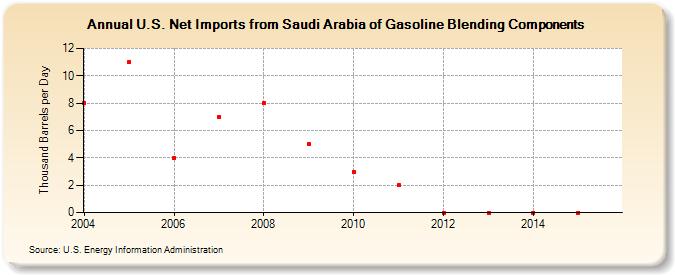 Annual U.S. Net Imports from Saudi Arabia of Gasoline Blending Components
Thousand Barrels per Day
12
10
8
6
4
2
0
2004 2006 2008 2010 2012 2014
Source: U.S. Energy Information Administration